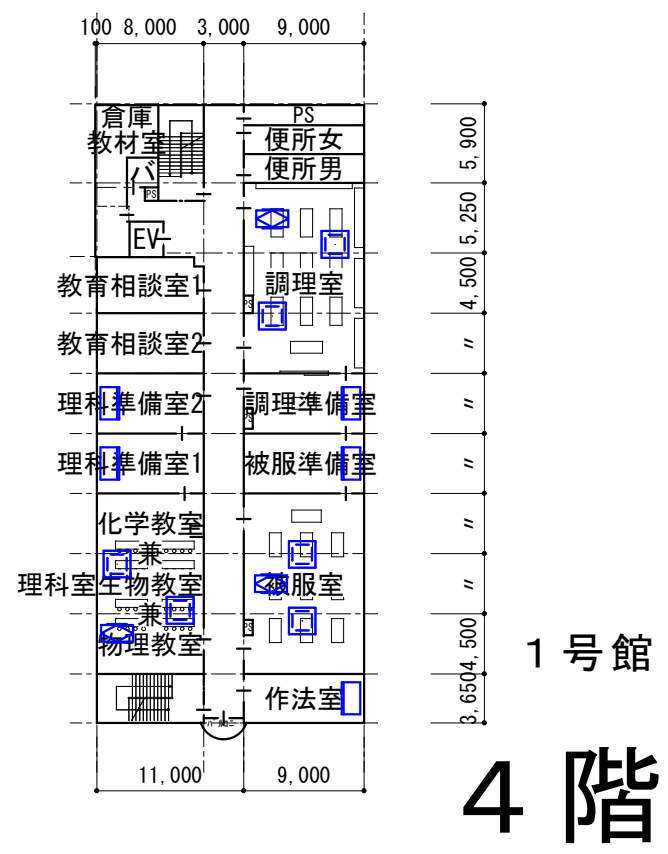 100 8,000 3,000 9,000
倉庫
教材室
PS
便所女
便所男
5,900
バ
PS
EV
5,250
教育相談室1
調理室
4,500
PS
教育相談室2
〃
理科準備室2
調理準備室
〃
PS
理科準備室1
被服準備室
〃
化学教室
〃
兼
理科室生物教室
被服室
〃
兼
物理教室
PS
4,500
1号館
作法室
3,650
11,000 9,000
4階